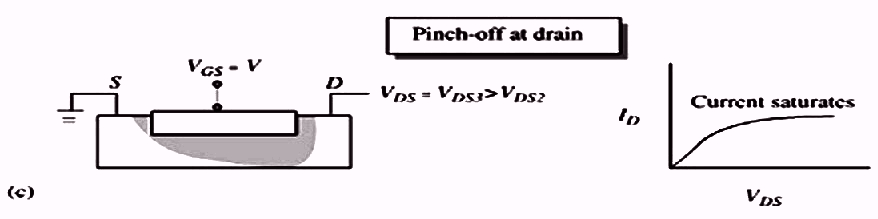 Pinch-off at drain
V_GS = V
S
D
V_DS = V_DS3 > V_DS2
Current saturates
I_D
(c)
V_DS